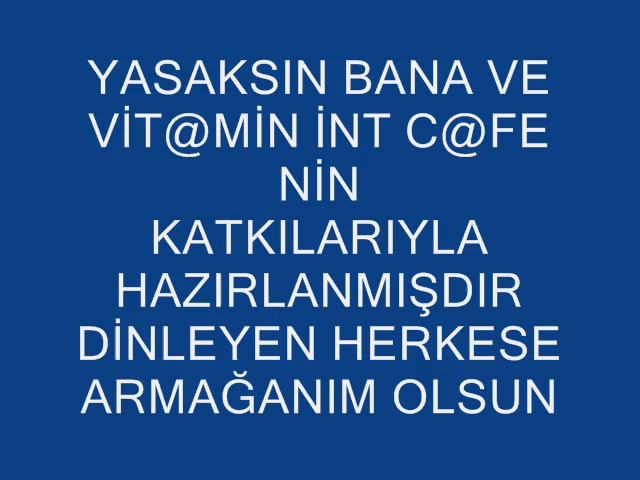 YASAKSIN BANA VE
VİT@MİN İNT C@FE
NİN
KATKILARIYLA
HAZIRLANMIŞDIR
DİNLEYEN HERKESE
ARMAĞANIM OLSUN